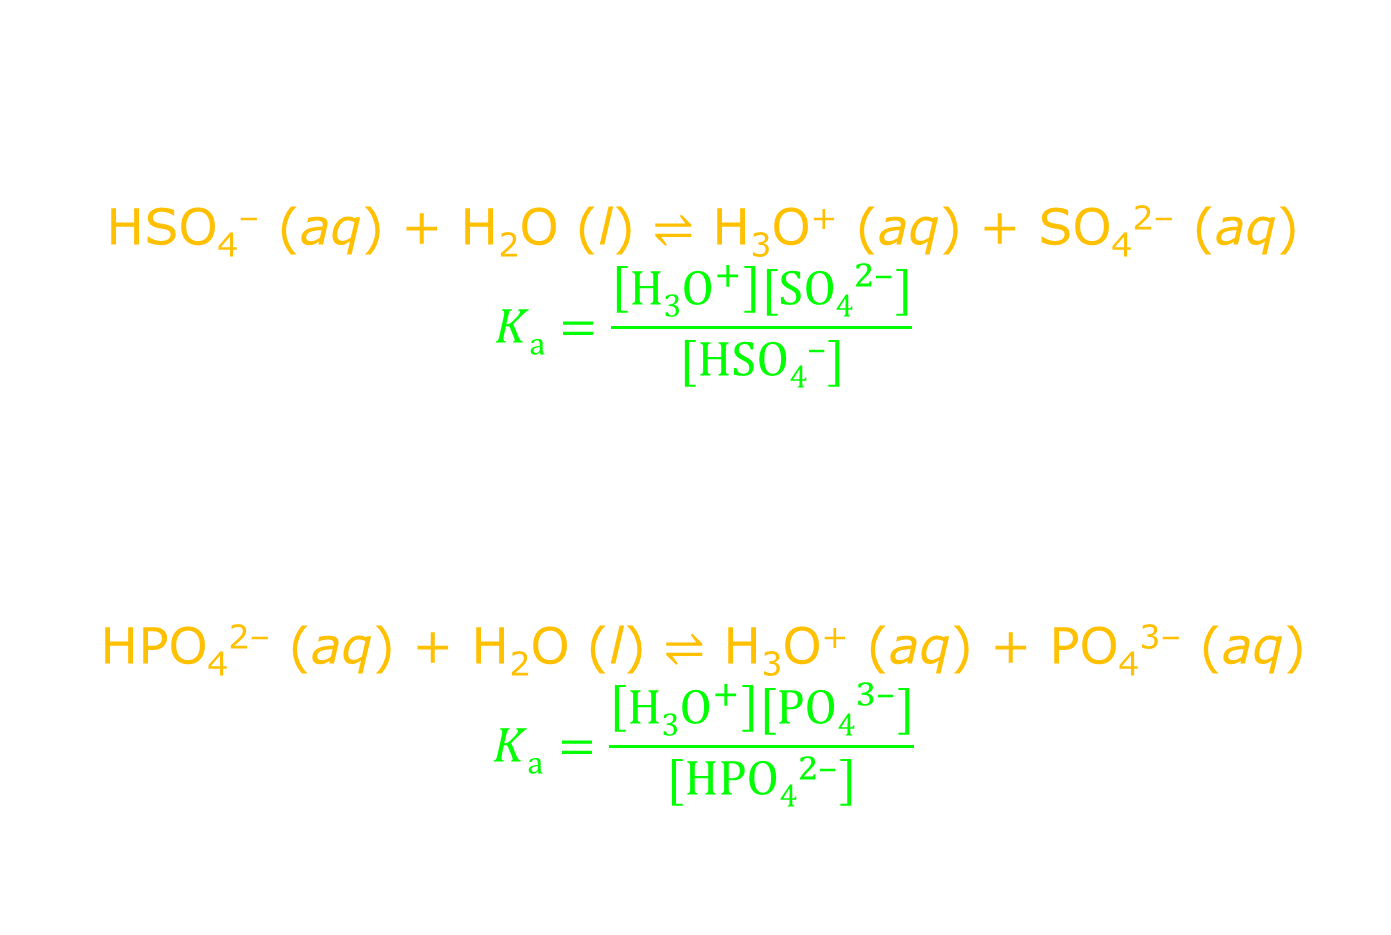 HSO₄⁻ (aq) + H₂O (l) ⇌ H₃O⁺ (aq) + SO₄²⁻ (aq)
Kₐ = [H₃O⁺][SO₄²⁻] / [HSO₄⁻]
HPO₄²⁻ (aq) + H₂O (l) ⇌ H₃O⁺ (aq) + PO₄³⁻ (aq)
Kₐ = [H₃O⁺][PO₄³⁻] / [HPO₄²⁻]